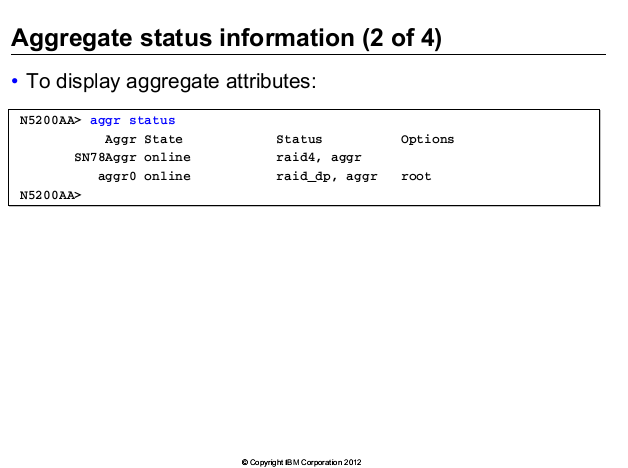 Aggregate status information (2 of 4)
• To display aggregate attributes:
N5200AA> aggr status
Aggr State Status Options
SN78Aggr online raid4, aggr
aggr0 online raid_dp, aggr root
N5200AA>
© Copyright IBM Corporation 2012